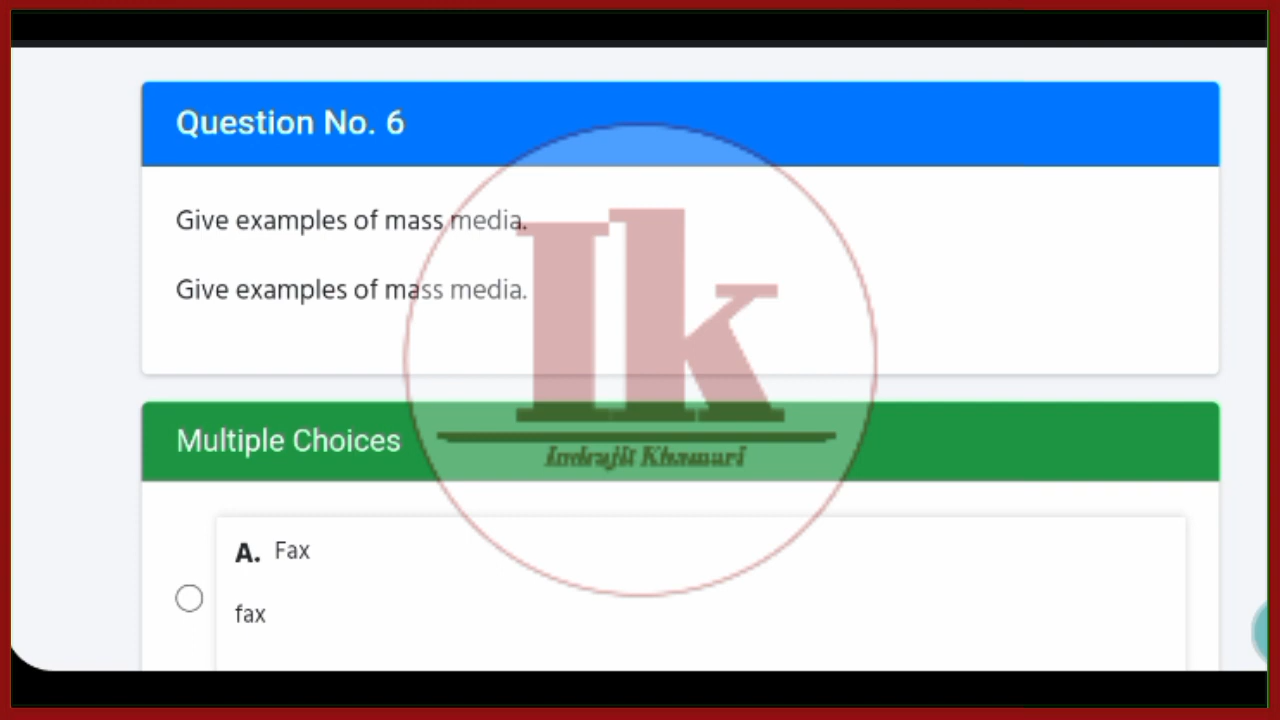 Question No. 6
Give examples of mass media.
Give examples of mass media.
Ik
Multiple Choices
Indrajit Khamari
A. Fax
fax